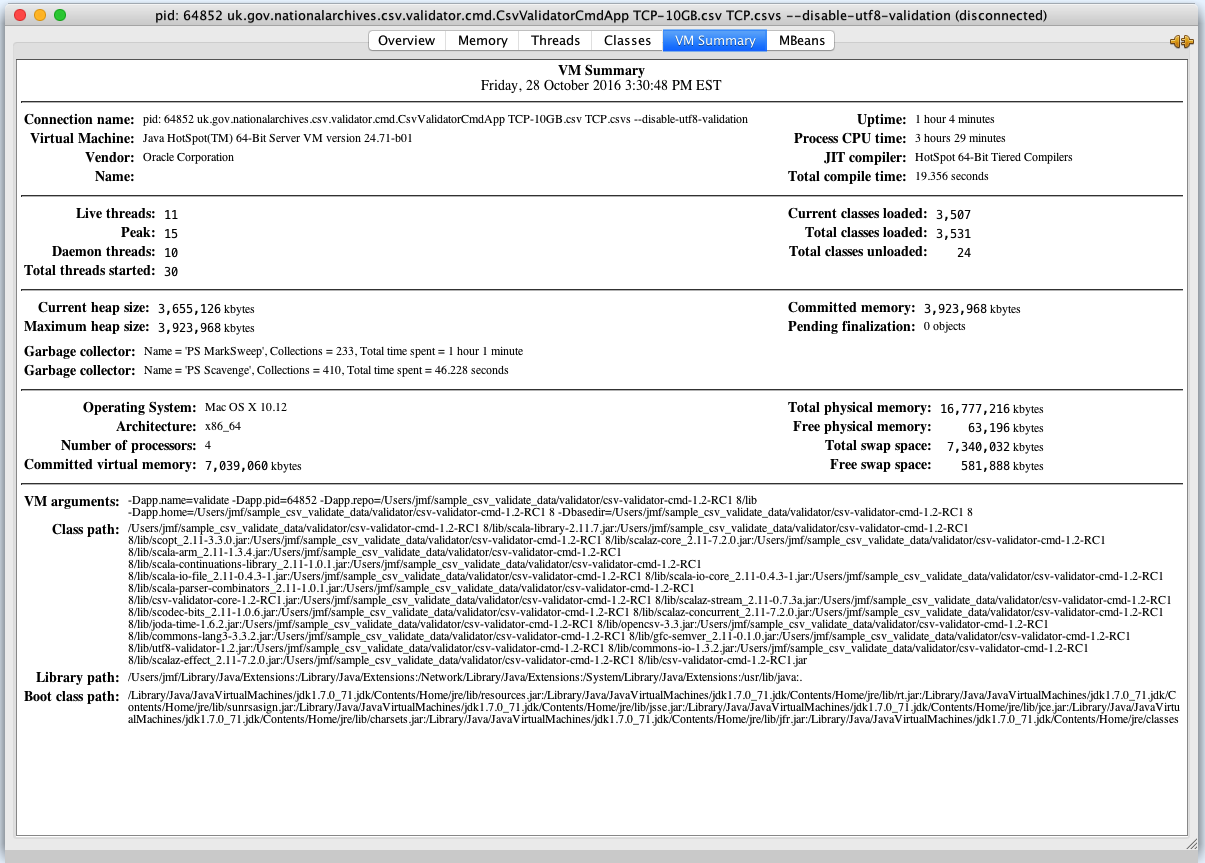 pid: 64852 uk.gov.nationalarchives.csv.validator.cmd.CsvValidatorCmdApp TCP-10GB.csv TCP.csvs --disable-utf8-validation (disconnected)
Overview Memory Threads Classes VM Summary MBeans
VM Summary
Friday, 28 October 2016 3:30:48 PM EST
Connection name: pid: 64852 uk.gov.nationalarchives.csv.validator.cmd.CsvValidatorCmdApp TCP-10GB.csv TCP.csvs --disable-utf8-validation
Virtual Machine: Java HotSpot(TM) 64-Bit Server VM version 24.71-b01
Vendor: Oracle Corporation
Name:
Uptime: 1 hour 4 minutes
Process CPU time: 3 hours 29 minutes
JIT compiler: HotSpot 64-Bit Tiered Compilers
Total compile time: 19.356 seconds
Live threads: 11
Peak: 15
Daemon threads: 10
Total threads started: 30
Current classes loaded: 3,507
Total classes loaded: 3,531
Total classes unloaded: 24
Current heap size: 3,655,126 kbytes
Maximum heap size: 3,923,968 kbytes
Committed memory: 3,923,968 kbytes
Pending finalization: 0 objects
Garbage collector: Name = 'PS MarkSweep', Collections = 233, Total time spent = 1 hour 1 minute
Garbage collector: Name = 'PS Scavenge', Collections = 410, Total time spent = 46.228 seconds
Operating System: Mac OS X 10.12
Architecture: x86_64
Number of processors: 4
Committed virtual memory: 7,039,060 kbytes
Total physical memory: 16,777,216 kbytes
Free physical memory: 63,196 kbytes
Total swap space: 7,340,032 kbytes
Free swap space: 581,888 kbytes
VM arguments: -Dapp.name=validate -Dapp.pid=64852 -Dapp.repo=/Users/jmf/sample_csv_validate_data/validator/csv-validator-cmd-1.2-RC1 8/lib
-Dapp.home=/Users/jmf/sample_csv_validate_data/validator/csv-validator-cmd-1.2-RC1 8 -Dbasedir=/Users/jmf/sample_csv_validate_data/validator/csv-validator-cmd-1.2-RC1 8
Class path: /Users/jmf/sample_csv_validate_data/validator/csv-validator-cmd-1.2-RC1 8/lib/scala-library-2.11.7.jar:/Users/jmf/sample_csv_validate_data/validator/csv-validator-cmd-1.2-RC1
8/lib/scopt_2.11-3.3.0.jar:/Users/jmf/sample_csv_validate_data/validator/csv-validator-cmd-1.2-RC1 8/lib/scalaz-core_2.11-7.2.0.jar:/Users/jmf/sample_csv_validate_data/validator/csv-validator-cmd-1.2-RC1
8/lib/scala-arm_2.11-1.3.4.jar:/Users/jmf/sample_csv_validate_data/validator/csv-validator-cmd-1.2-RC1
8/lib/scala-continuations-library_2.11-1.0.1.jar:/Users/jmf/sample_csv_validate_data/validator/csv-validator-cmd-1.2-RC1
8/lib/scala-io-file_2.11-0.4.3-1.jar:/Users/jmf/sample_csv_validate_data/validator/csv-validator-cmd-1.2-RC1 8/lib/scala-io-core_2.11-0.4.3-1.jar:/Users/jmf/sample_csv_validate_data/validator/csv-validator-cmd-1.2-RC1
8/lib/scala-parser-combinators_2.11-1.0.1.jar:/Users/jmf/sample_csv_validate_data/validator/csv-validator-cmd-1.2-RC1
8/lib/csv-validator-core-1.2-RC1.jar:/Users/jmf/sample_csv_validate_data/validator/csv-validator-cmd-1.2-RC1 8/lib/scalaz-stream_2.11-0.7.3a.jar:/Users/jmf/sample_csv_validate_data/validator/csv-validator-cmd-1.2-RC1
8/lib/scodec-bits_2.11-1.0.6.jar:/Users/jmf/sample_csv_validate_data/validator/csv-validator-cmd-1.2-RC1 8/lib/scalaz-concurrent_2.11-7.2.0.jar:/Users/jmf/sample_csv_validate_data/validator/csv-validator-cmd-1.2-RC1
8/lib/joda-time-1.6.2.jar:/Users/jmf/sample_csv_validate_data/validator/csv-validator-cmd-1.2-RC1 8/lib/opencsv-3.3.jar:/Users/jmf/sample_csv_validate_data/validator/csv-validator-cmd-1.2-RC1
8/lib/commons-lang3-3.3.2.jar:/Users/jmf/sample_csv_validate_data/validator/csv-validator-cmd-1.2-RC1 8/lib/gfc-semver_2.11-0.1.0.jar:/Users/jmf/sample_csv_validate_data/validator/csv-validator-cmd-1.2-RC1
8/lib/utf8-validator-1.2.jar:/Users/jmf/sample_csv_validate_data/validator/csv-validator-cmd-1.2-RC1 8/lib/commons-io-1.3.2.jar:/Users/jmf/sample_csv_validate_data/validator/csv-validator-cmd-1.2-RC1
8/lib/scalaz-effect_2.11-7.2.0.jar:/Users/jmf/sample_csv_validate_data/validator/csv-validator-cmd-1.2-RC1 8/lib/csv-validator-cmd-1.2-RC1.jar
Library path: /Users/jmf/Library/Java/Extensions:/Library/Java/Extensions:/Network/Library/Java/Extensions:/System/Library/Java/Extensions:/usr/lib/java:.
Boot class path: /Library/Java/JavaVirtualMachines/jdk1.7.0_71.jdk/Contents/Home/jre/lib/resources.jar:/Library/Java/JavaVirtualMachines/jdk1.7.0_71.jdk/Contents/Home/jre/lib/rt.jar:/Library/Java/JavaVirtualMachines/jdk1.7.0_71.jdk/C
ontents/Home/jre/lib/sunrsasign.jar:/Library/Java/JavaVirtualMachines/jdk1.7.0_71.jdk/Contents/Home/jre/lib/jsse.jar:/Library/Java/JavaVirtualMachines/jdk1.7.0_71.jdk/Contents/Home/jre/lib/jce.jar:/Library/Java/JavaVirtu
alMachines/jdk1.7.0_71.jdk/Contents/Home/jre/lib/charsets.jar:/Library/Java/JavaVirtualMachines/jdk1.7.0_71.jdk/Contents/Home/jre/lib/jfr.jar:/Library/Java/JavaVirtualMachines/jdk1.7.0_71.jdk/Contents/Home/jre/classes